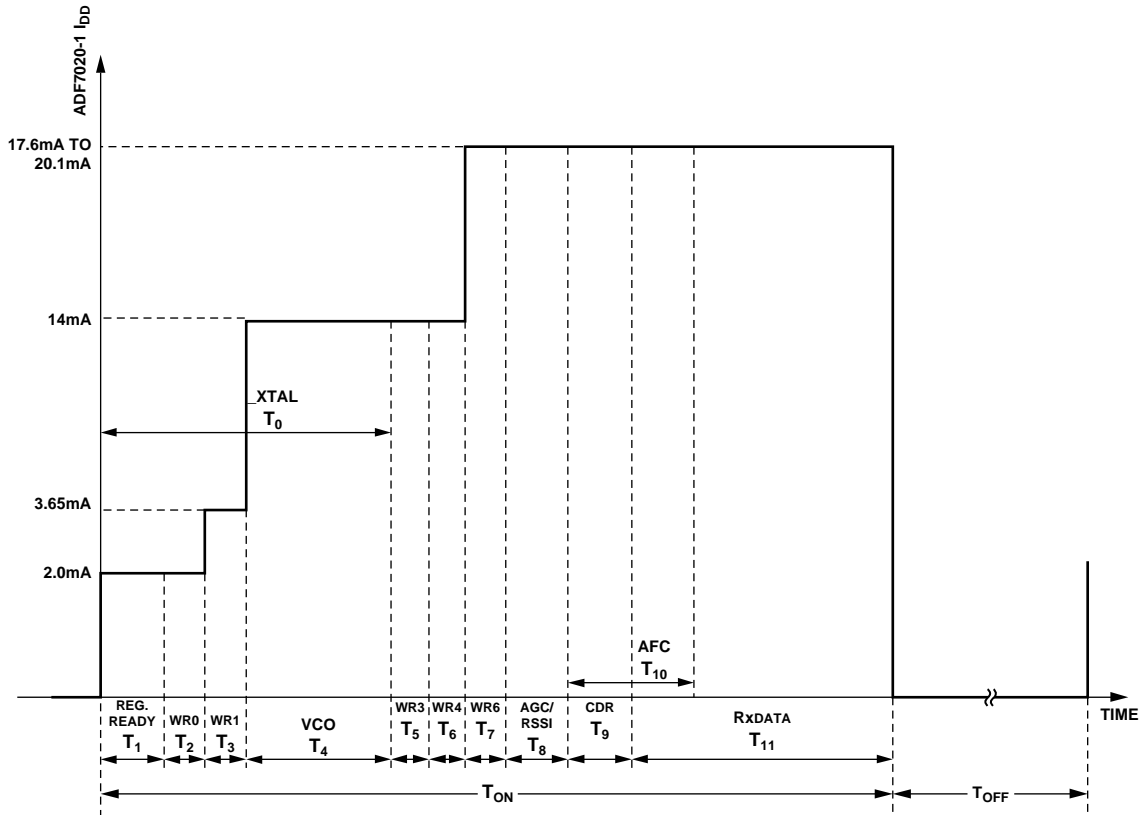 ADF7020-1 IDD
17.6mA TO
20.1mA
14mA
3.65mA
2.0mA
_XTAL
T0
AFC
T10
REG.
READY
T1
WR0
T2
WR1
T3
VCO
T4
WR3
T5
WR4
T6
WR6
T7
AGC/
RSSI
T8
CDR
T9
RxDATA
T11
TIME
TON
TOFF